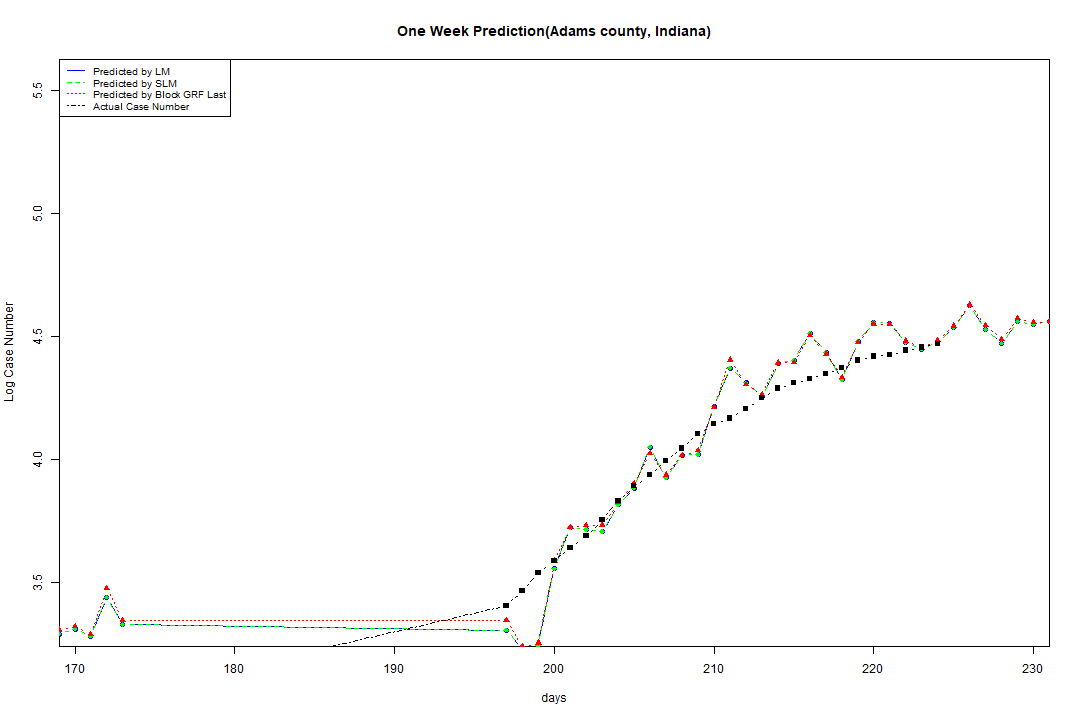 One Week Prediction(Adams county, Indiana)
Predicted by LM
Predicted by SLM
Predicted by Block GRF Last
Actual Case Number
5.5
5.0
4.5
4.0
3.5
Log Case Number
170 180 190 200 210 220 230
days